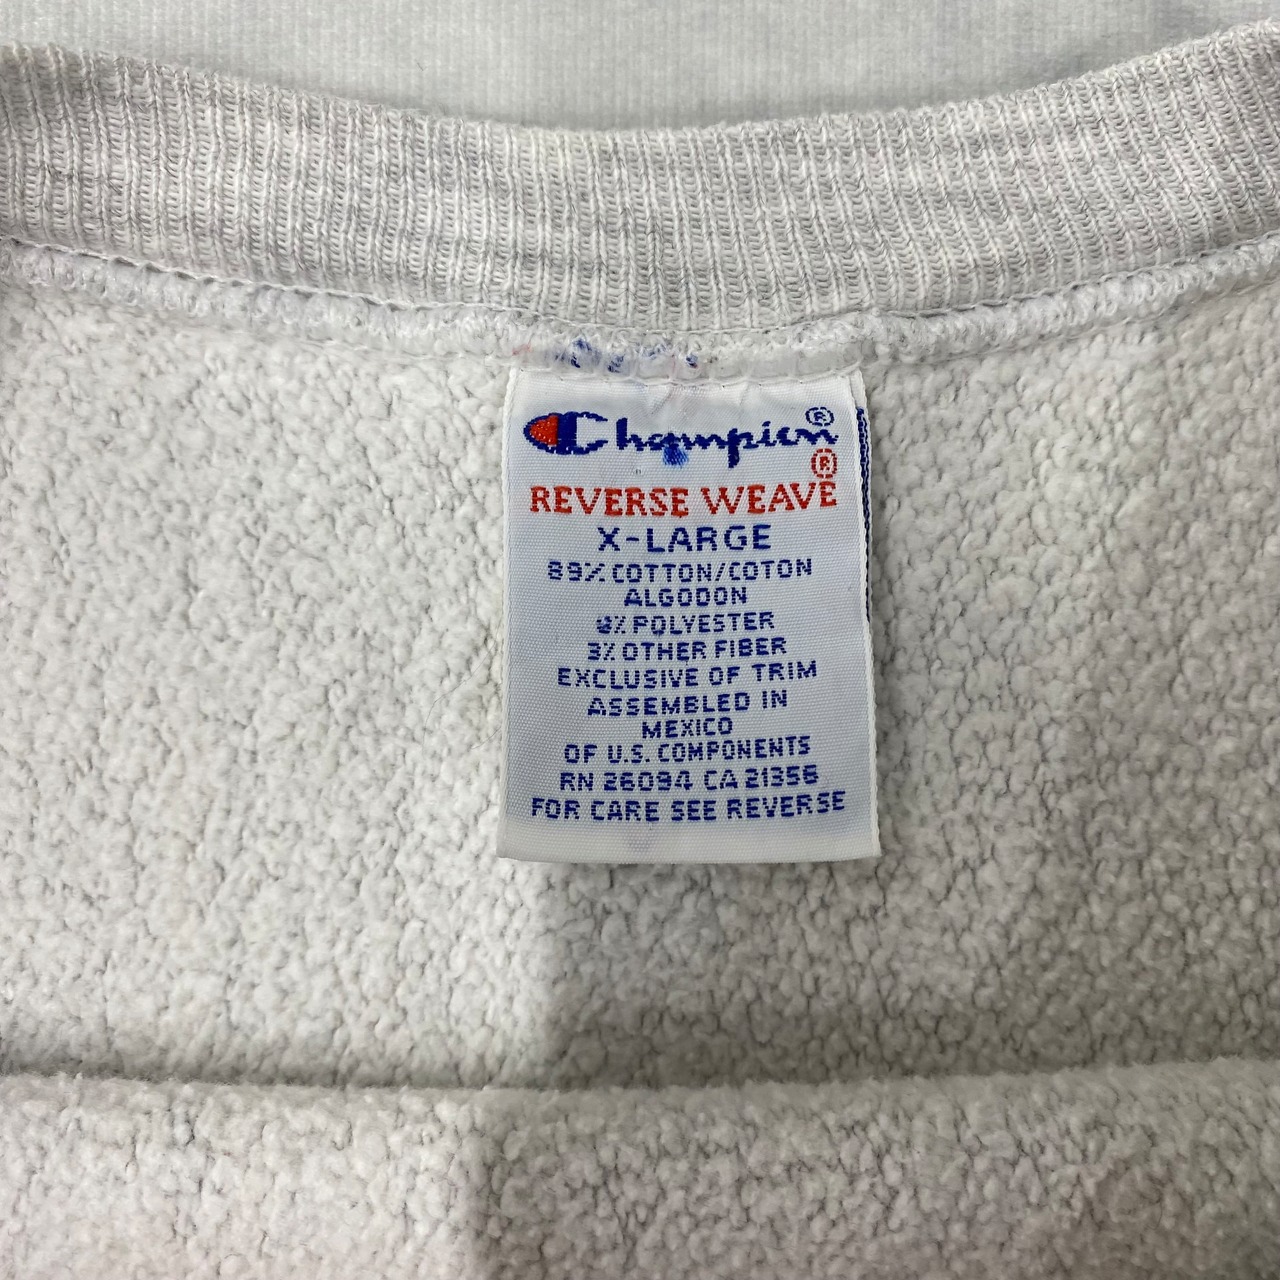 Champion®
®
REVERSE WEAVE
X-LARGE
89% COTTON/COTON
ALGODON
8% POLYESTER
3% OTHER FIBER
EXCLUSIVE OF TRIM
ASSEMBLED IN
MEXICO
OF U.S. COMPONENTS
RN 26094 CA 21356
FOR CARE SEE REVERSE